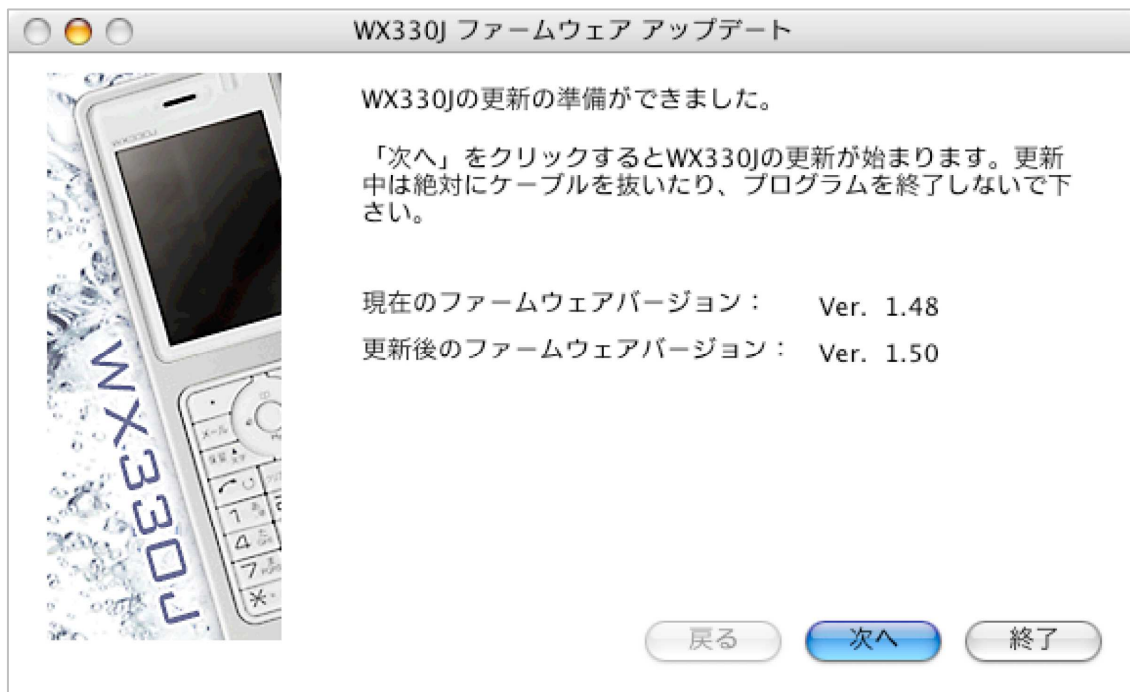 WX330J ファームウェア アップデート
WX330Jの更新の準備ができました。
「次へ」をクリックするとWX330Jの更新が始まります。更新
中は絶対にケーブルを抜いたり、プログラムを終了しないで下
さい。
現在のファームウェアバージョン： Ver. 1.48
更新後のファームウェアバージョン： Ver. 1.50
WX330J
メール
1
4
7
戻る 次へ 終了